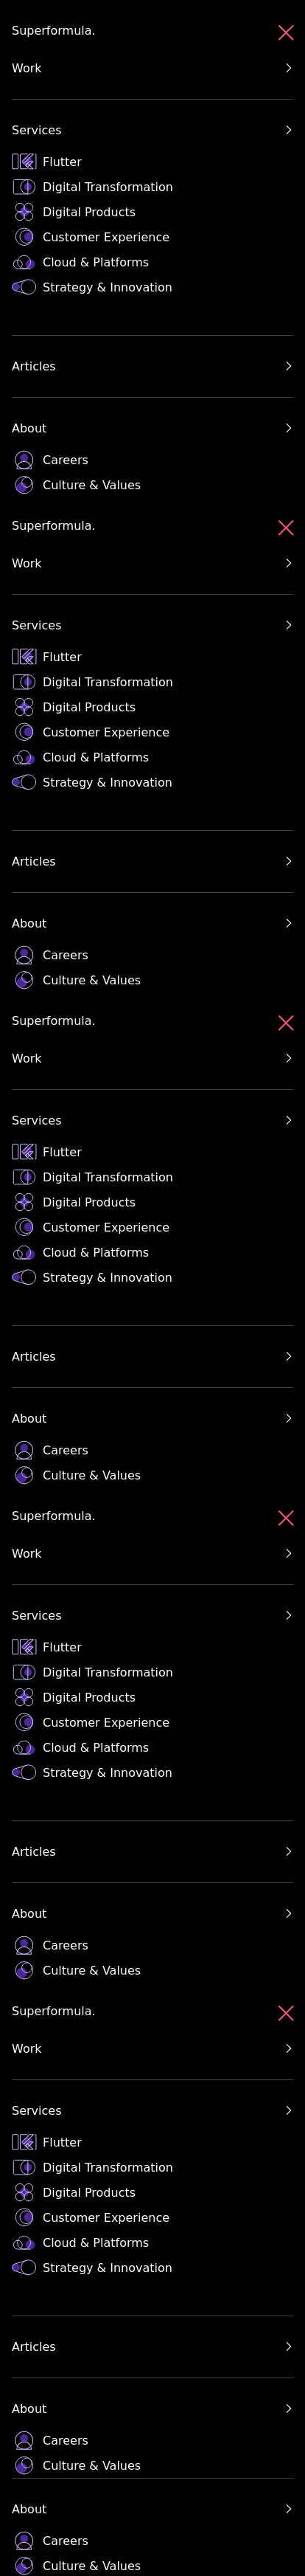 Superformula.
Work
Services
Flutter
Digital Transformation
Digital Products
Customer Experience
Cloud & Platforms
Strategy & Innovation
Articles
About
Careers
Culture & Values
Superformula.
Work
Services
Flutter
Digital Transformation
Digital Products
Customer Experience
Cloud & Platforms
Strategy & Innovation
Articles
About
Careers
Culture & Values
Superformula.
Work
Services
Flutter
Digital Transformation
Digital Products
Customer Experience
Cloud & Platforms
Strategy & Innovation
Articles
About
Careers
Culture & Values
Superformula.
Work
Services
Flutter
Digital Transformation
Digital Products
Customer Experience
Cloud & Platforms
Strategy & Innovation
Articles
About
Careers
Culture & Values
Superformula.
Work
Services
Flutter
Digital Transformation
Digital Products
Customer Experience
Cloud & Platforms
Strategy & Innovation
Articles
About
Careers
Culture & Values
About
Careers
Culture & Values